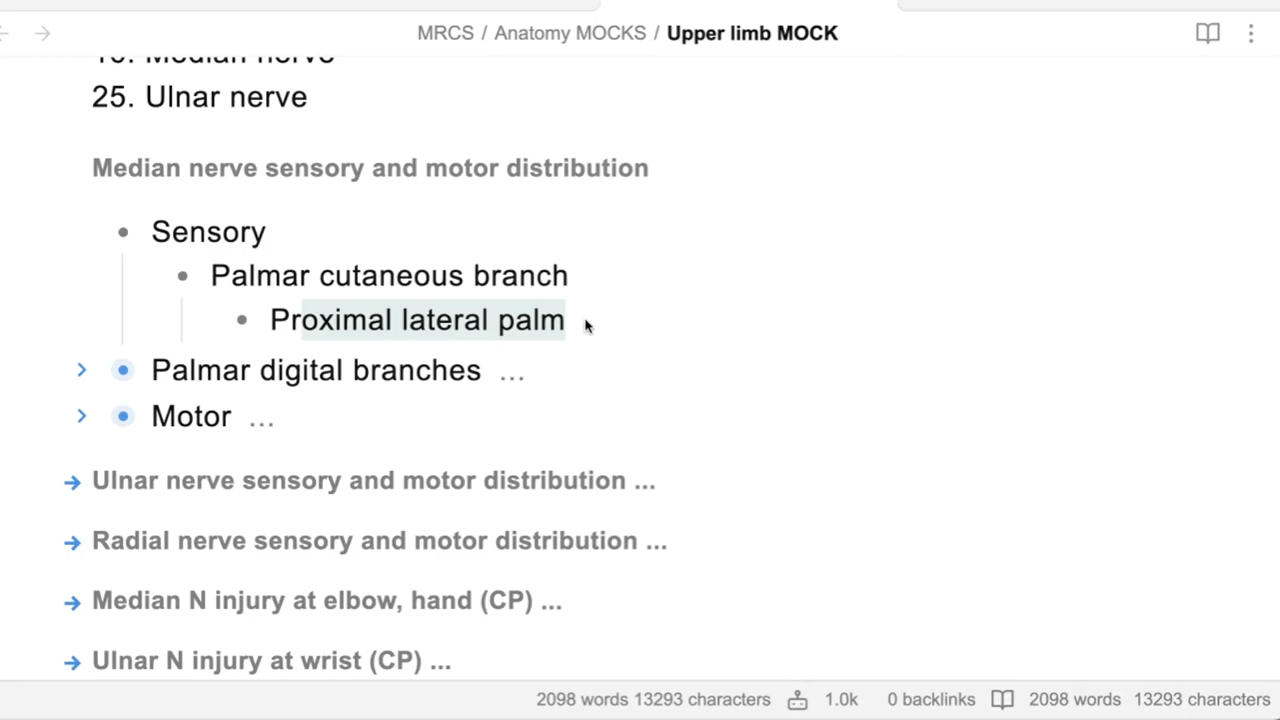 MRCS / Anatomy MOCKS / Upper limb MOCK
Median nerve
25. Ulnar nerve
Median nerve sensory and motor distribution
Sensory
Palmar cutaneous branch
Proximal lateral palm
Palmar digital branches ...
Motor ...
Ulnar nerve sensory and motor distribution ...
Radial nerve sensory and motor distribution ...
Median N injury at elbow, hand (CP) ...
Ulnar N injury at wrist (CP) ...
2098 words 13293 characters 1.0k 0 backlinks 2098 words 13293 characters